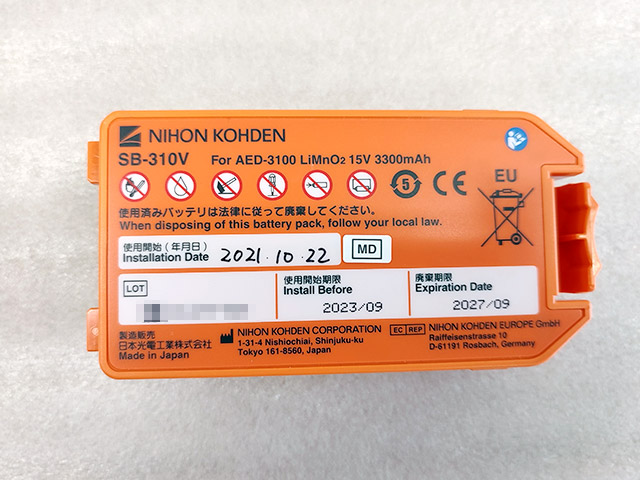 NIHON KOHDEN
SB-310V For AED-3100 LiMnO2 15V 3300mAh
5
EU
使用済みバッテリは法律に従って廃棄してください。
When disposing of this battery pack, follow your local law.
使用開始(年月日)
Installation Date 2021.10.22 MD
LOT
使用開始期限
Install Before
2023/09
廃棄期限
Expiration Date
2027/09
製造販売
日本光電工業株式会社
Made in Japan
NIHON KOHDEN CORPORATION
1-31-4 Nishiochiai, Shinjuku-ku
Tokyo 161-8560, Japan
EC REP NIHON KOHDEN EUROPE GmbH
Raiffeisenstrasse 10
D-61191 Rosbach, Germany